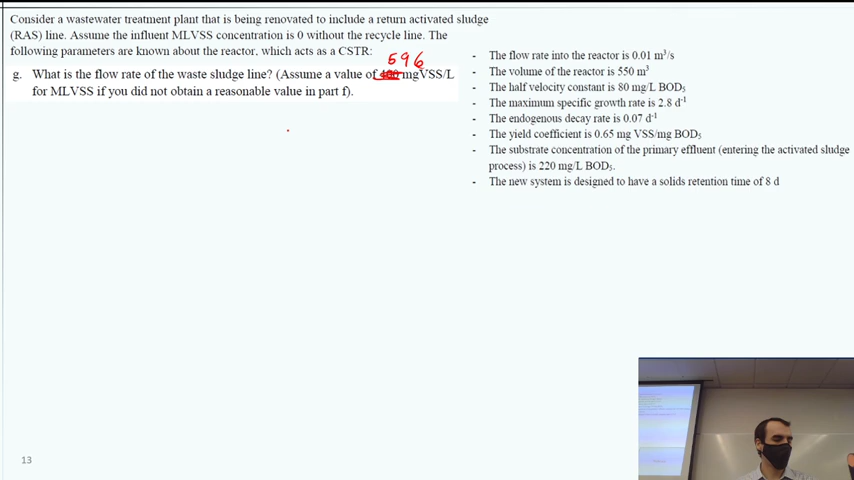 Consider a wastewater treatment plant that is being renovated to include a return activated sludge
(RAS) line. Assume the influent MLVSS concentration is 0 without the recycle line. The
following parameters are known about the reactor, which acts as a CSTR:
596
g. What is the flow rate of the waste sludge line? (Assume a value of mgVSS/L
for MLVSS if you did not obtain a reasonable value in part f).
- The flow rate into the reactor is 0.01 m³/s
- The volume of the reactor is 550 m³
- The half velocity constant is 80 mg/L BOD₅
- The maximum specific growth rate is 2.8 d⁻¹
- The endogenous decay rate is 0.07 d⁻¹
- The yield coefficient is 0.65 mg VSS/mg BOD₅
- The substrate concentration of the primary effluent (entering the activated sludge
process) is 220 mg/L BOD₅.
- The new system is designed to have a solids retention time of 8 d
13